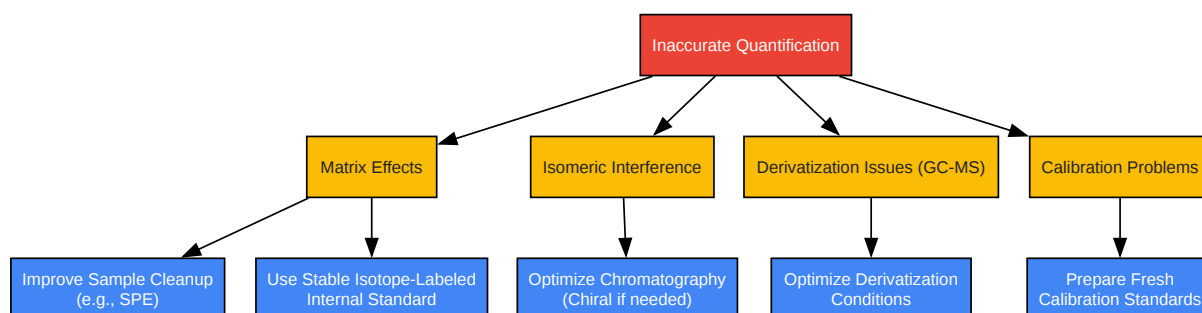 Inaccurate Quantification
Matrix Effects
Isomeric Interference
Derivatization Issues (GC-MS)
Calibration Problems
Improve Sample Cleanup
(e.g., SPE)
Use Stable Isotope-Labeled
Internal Standard
Optimize Chromatography
(Chiral if needed)
Optimize Derivatization
Conditions
Prepare Fresh
Calibration Standards